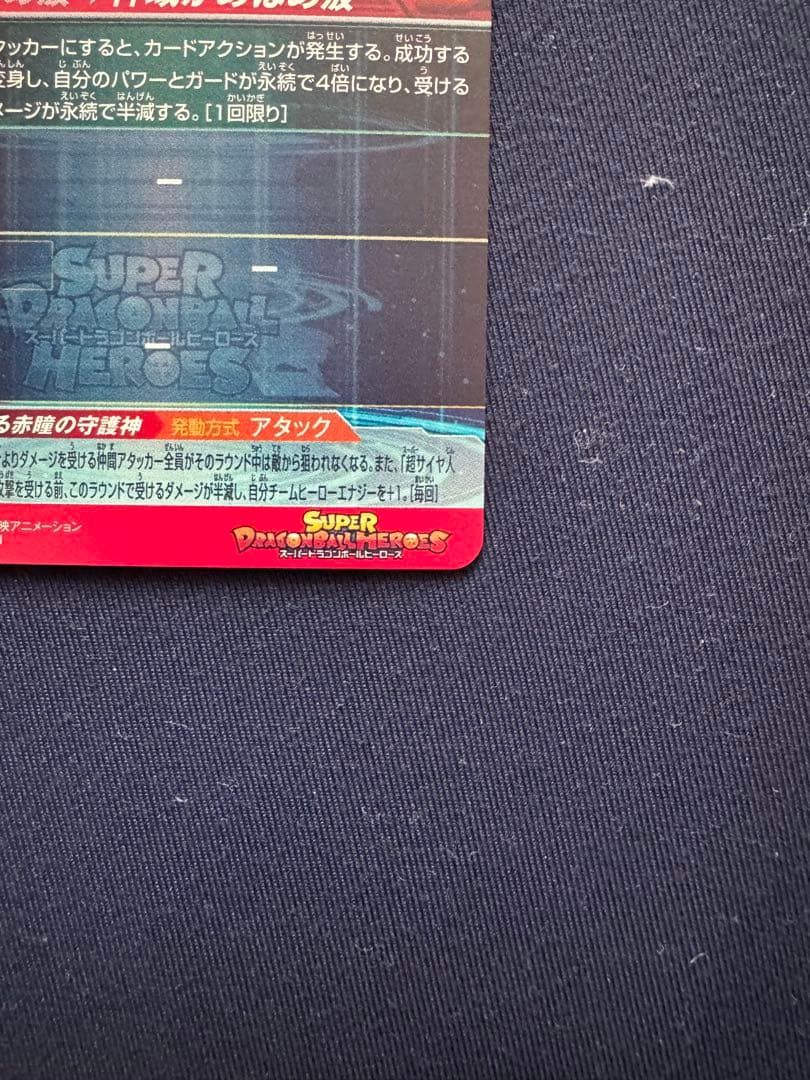 タッカーにすると、カードアクションが発生する。成功する
変身し、自分のパワーとガードが永続で4倍になり、受ける
メージが永続で半減する。[1回限り]
ー
ー
ー
SUPER
DRAGONBALL
スーパードラゴンボールヒーローズ
HEROES
る赤瞳の守護神 発動方式 アタック
よりダメージを受ける仲間アタッカー全員がそのラウンド中は敵から狙われなくなる。また、「超サイヤ人
攻撃を受ける前、このラウンドで受けるダメージが半減し、自分チームヒーローエナジーを+1。[毎回]
映アニメーション
SUPER
DRAGONBALL HEROES
スーパードラゴンボールヒーローズ